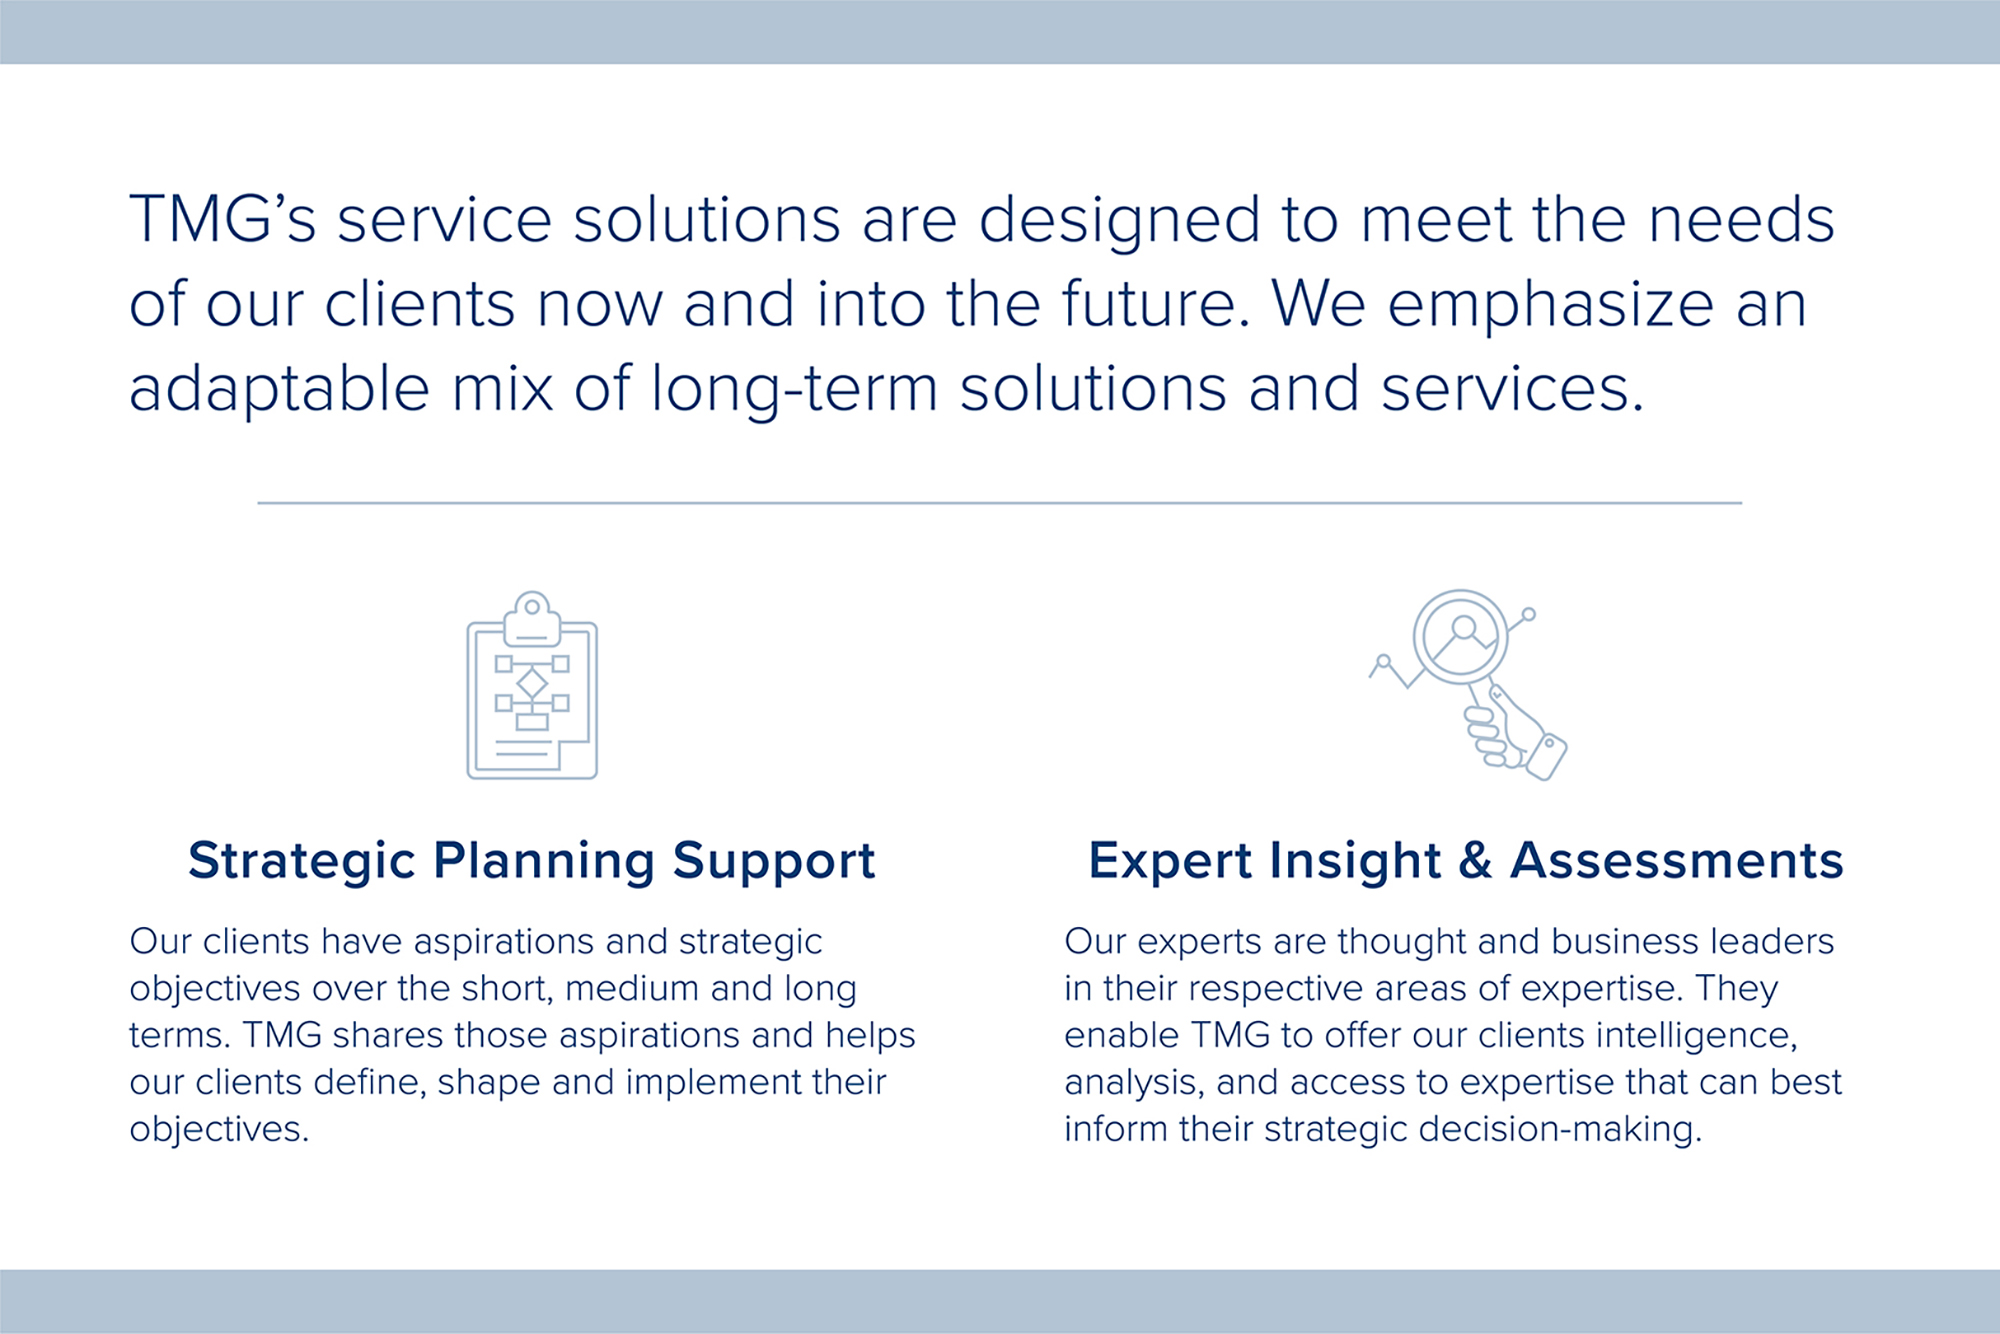 TMG’s service solutions are designed to meet the needs
of our clients now and into the future. We emphasize an
adaptable mix of long-term solutions and services.
Strategic Planning Support
Our clients have aspirations and strategic
objectives over the short, medium and long
terms. TMG shares those aspirations and helps
our clients define, shape and implement their
objectives.
Expert Insight & Assessments
Our experts are thought and business leaders
in their respective areas of expertise. They
enable TMG to offer our clients intelligence,
analysis, and access to expertise that can best
inform their strategic decision-making.